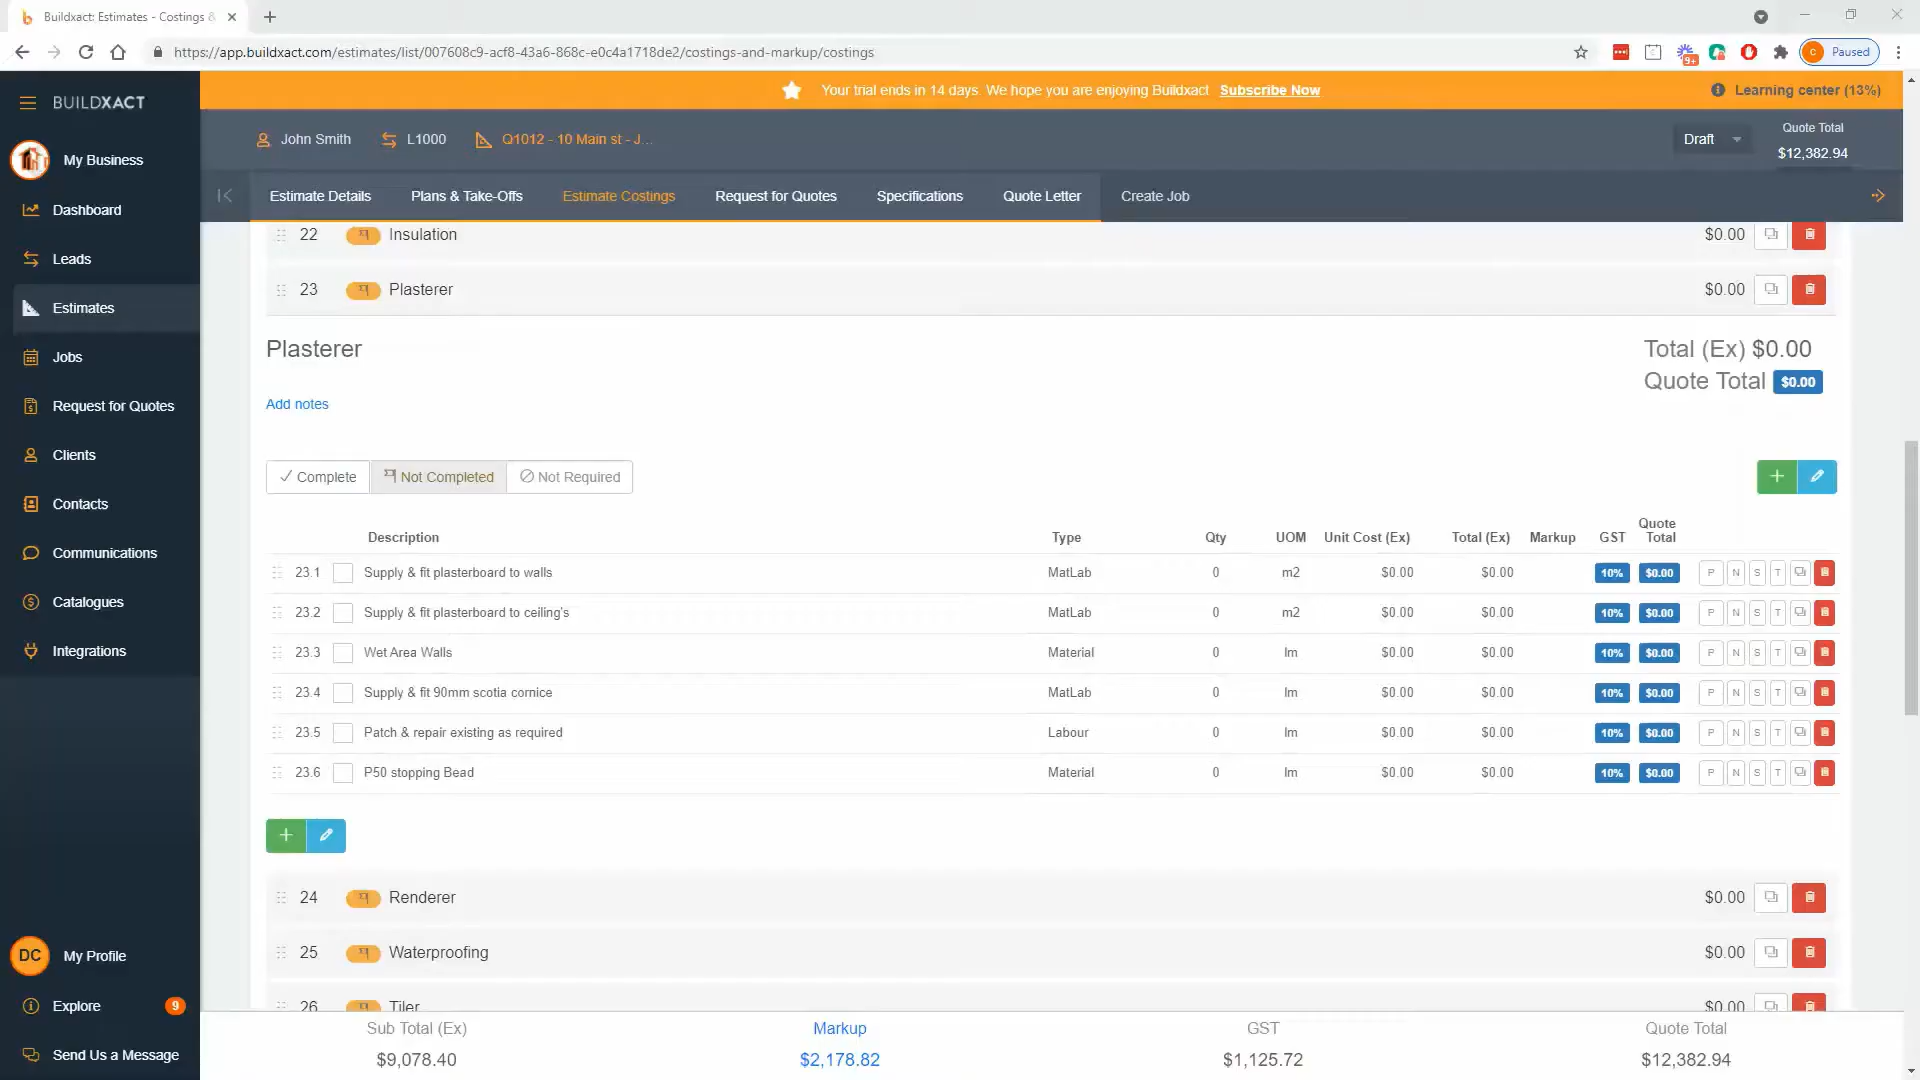 Buildxact: Estimates - Costings &
https://app.buildxact.com/estimates/list/007608c9-acf8-43a6-868c-e0c4a1718de2/costings-and-markup/costings
9+
C Paused
BUILDXACT
Your trial ends in 14 days. We hope you are enjoying Buildxact Subscribe Now
Learning center (13%)
John Smith L1000 Q1012 - 10 Main st - J...
Draft
Quote Total
$12,382.94
Estimate Details Plans & Take-Offs Estimate Costings Request for Quotes Specifications Quote Letter Create Job
My Business
Dashboard
Leads
Estimates
Jobs
Request for Quotes
Clients
Contacts
Communications
Catalogues
Integrations
DC My Profile
Explore 9
Send Us a Message
22 Insulation $0.00
23 Plasterer $0.00
Plasterer
Total (Ex) $0.00
Quote Total $0.00
Add notes
Complete Not Completed Not Required
Description Type Qty UOM Unit Cost (Ex) Total (Ex) Markup GST Quote Total
23.1 Supply & fit plasterboard to walls MatLab 0 m2 $0.00 $0.00 10% $0.00 P N S T
23.2 Supply & fit plasterboard to ceiling's MatLab 0 m2 $0.00 $0.00 10% $0.00 P N S T
23.3 Wet Area Walls Material 0 lm $0.00 $0.00 10% $0.00 P N S T
23.4 Supply & fit 90mm scotia cornice MatLab 0 lm $0.00 $0.00 10% $0.00 P N S T
23.5 Patch & repair existing as required Labour 0 lm $0.00 $0.00 10% $0.00 P N S T
23.6 P50 stopping Bead Material 0 lm $0.00 $0.00 10% $0.00 P N S T
24 Renderer $0.00
25 Waterproofing $0.00
26 Tiler $0.00
Sub Total (Ex) Markup GST Quote Total
$9,078.40 $2,178.82 $1,125.72 $12,382.94